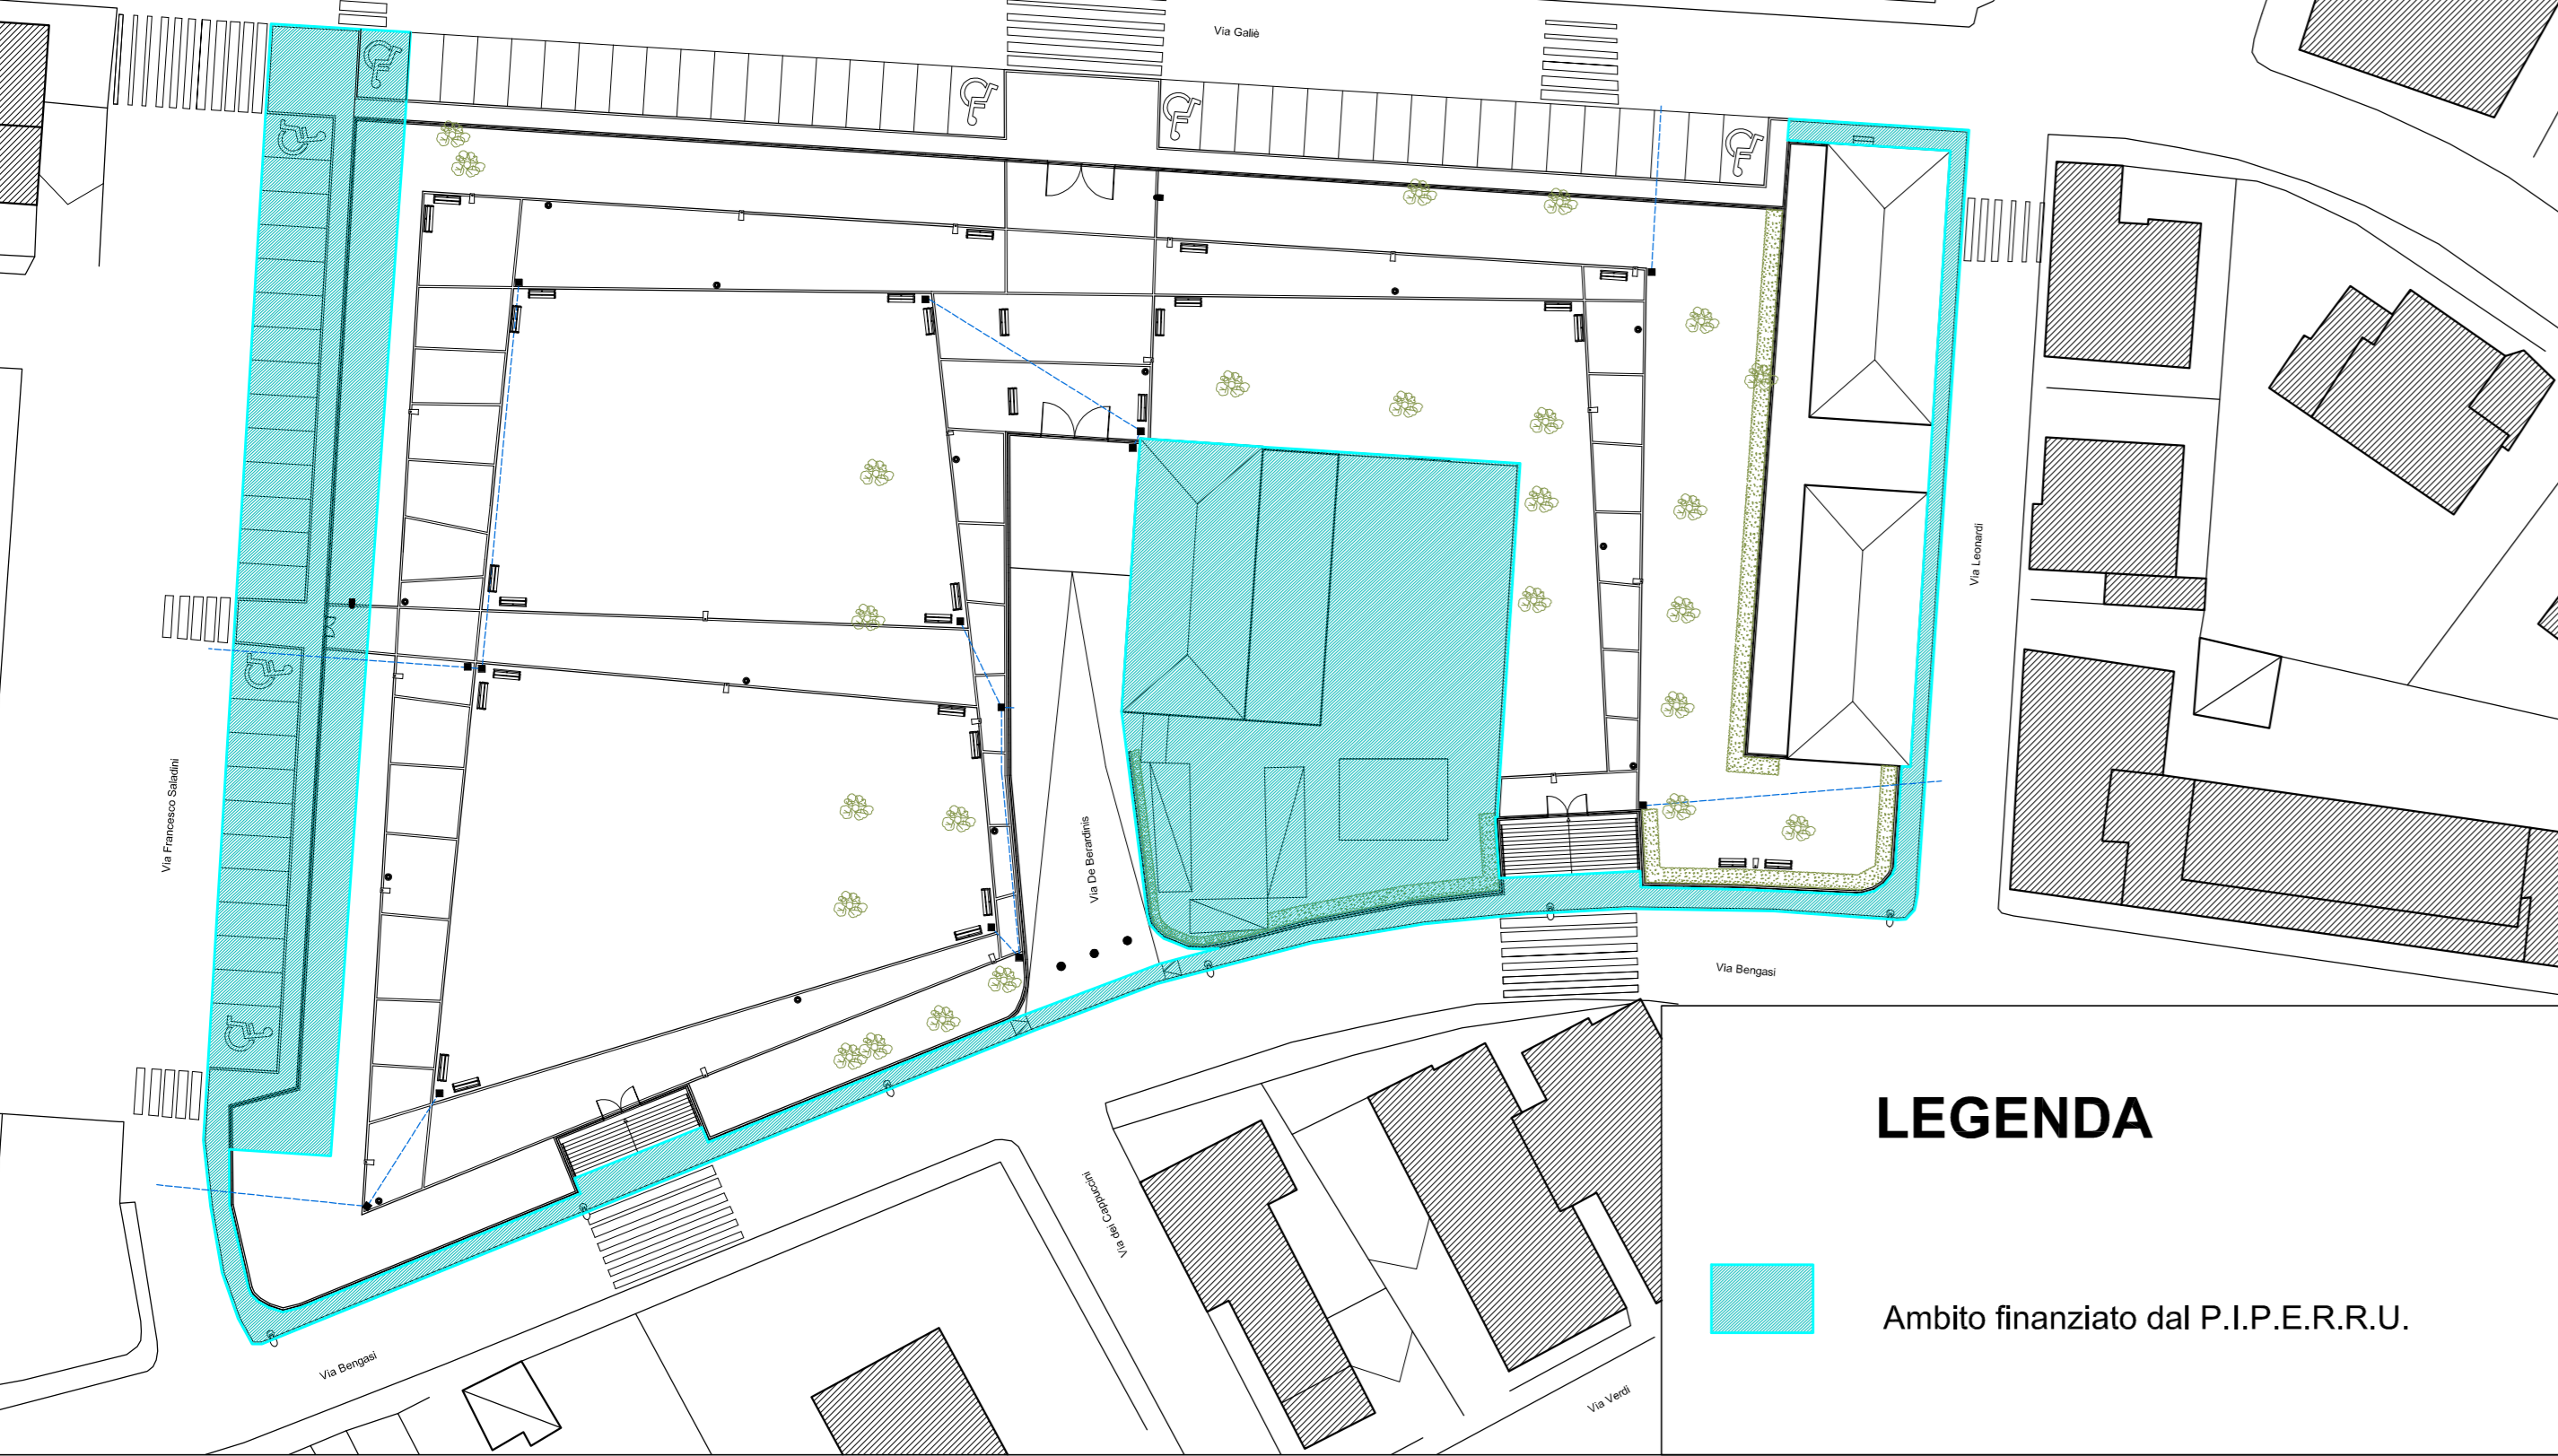 Via Galiè
Via Leonardi
Via Francesco Saladini
Via De Berardinis
Via Bengasi
Via dei Cappuccini
Via Bengasi
Via Verdi
LEGENDA
Ambito finanziato dal P.I.P.E.R.R.U.